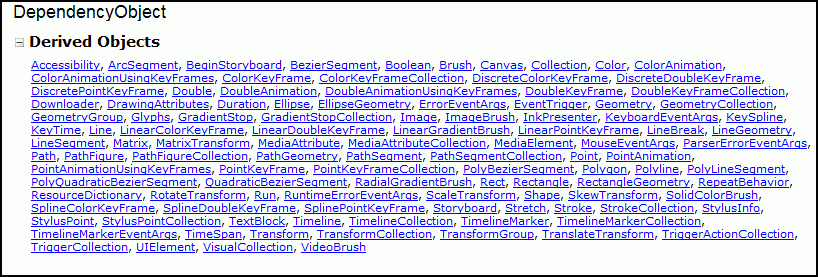 DependencyObject
Derived Objects
Accessibility, ArcSegment, BeginStoryboard, BezierSegment, Boolean, Brush, Canvas, Collection, Color, ColorAnimation,
ColorAnimationUsingKeyFrames, ColorKeyFrame, ColorKeyFrameCollection, DiscreteColorKeyFrame, DiscreteDoubleKeyFrame,
DiscretePointKeyFrame, Double, DoubleAnimation, DoubleAnimationUsingKeyFrames, DoubleKeyFrame, DoubleKeyFrameCollection,
Downloader, DrawingAttributes, Duration, Ellipse, EllipseGeometry, ErrorEventArgs, EventTrigger, Geometry, GeometryCollection,
GeometryGroup, Glyphs, GradientStop, GradientStopCollection, Image, ImageBrush, InkPresenter, KeyboardEventArgs, KeySpline,
KeyTime, Line, LinearColorKeyFrame, LinearDoubleKeyFrame, LinearGradientBrush, LinearPointKeyFrame, LineBreak, LineGeometry,
LineSegment, Matrix, MatrixTransform, MediaAttribute, MediaAttributeCollection, MediaElement, MouseEventArgs, ParserErrorEventArgs,
Path, PathFigure, PathFigureCollection, PathGeometry, PathSegment, PathSegmentCollection, Point, PointAnimation,
PointAnimationUsingKeyFrames, PointKeyFrame, PointKeyFrameCollection, PolyBezierSegment, Polygon, Polyline, PolyLineSegment,
PolyQuadraticBezierSegment, QuadraticBezierSegment, RadialGradientBrush, Rect, Rectangle, RectangleGeometry, RepeatBehavior,
ResourceDictionary, RotateTransform, Run, RuntimeErrorEventArgs, ScaleTransform, Shape, SkewTransform, SolidColorBrush,
SplineColorKeyFrame, SplineDoubleKeyFrame, SplinePointKeyFrame, Storyboard, Stretch, Stroke, StrokeCollection, StylusInfo,
StylusPoint, StylusPointCollection, TextBlock, Timeline, TimelineCollection, TimelineMarker, TimelineMarkerCollection,
TimelineMarkerEventArgs, TimeSpan, Transform, TransformCollection, TransformGroup, TranslateTransform, TriggerActionCollection,
TriggerCollection, UIElement, VisualCollection, VideoBrush